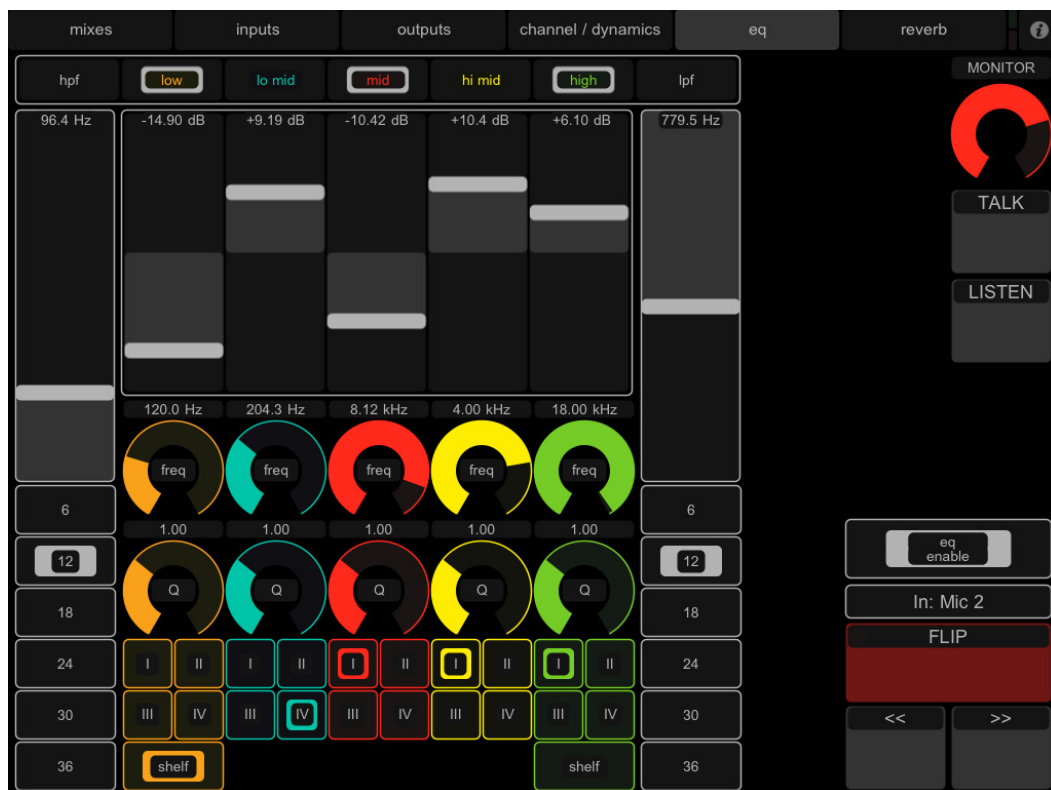 mixes inputs outputs channel / dynamics eq reverb i
hpf low lo mid mid hi mid high lpf MONITOR
96.4 Hz -14.90 dB +9.19 dB -10.42 dB +10.4 dB +6.10 dB 779.5 Hz
TALK
LISTEN
120.0 Hz 204.3 Hz 8.12 kHz 4.00 kHz 18.00 kHz
freq freq freq freq freq
6 6
1.00 1.00 1.00 1.00 1.00
eq
enable
12 12
Q Q Q Q Q
18 18 In: Mic 2
FLIP
24 I II I II I II I II I II 24
30 III IV III IV III IV III IV III IV 30 << >>
36 shelf shelf 36